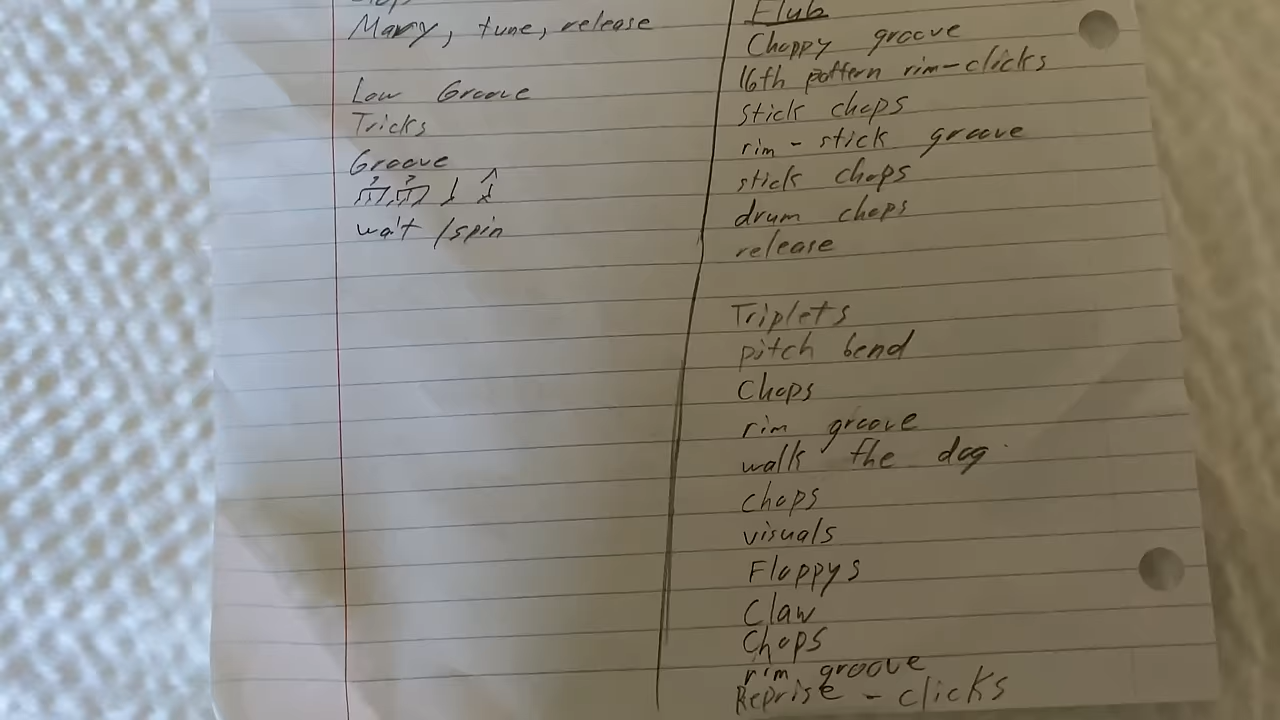 Mary, tune, release
Low Groove
Tricks
Groove
wait / spin
Flub
Choppy groove
16th pattern rim-clicks
stick chops
rim - stick groove
stick chops
drum chops
release
Triplets
pitch bend
Chops
rim groove
walk the dog
chops
visuals
Floppys
Claw
Chops
rim groove
Reprise - clicks